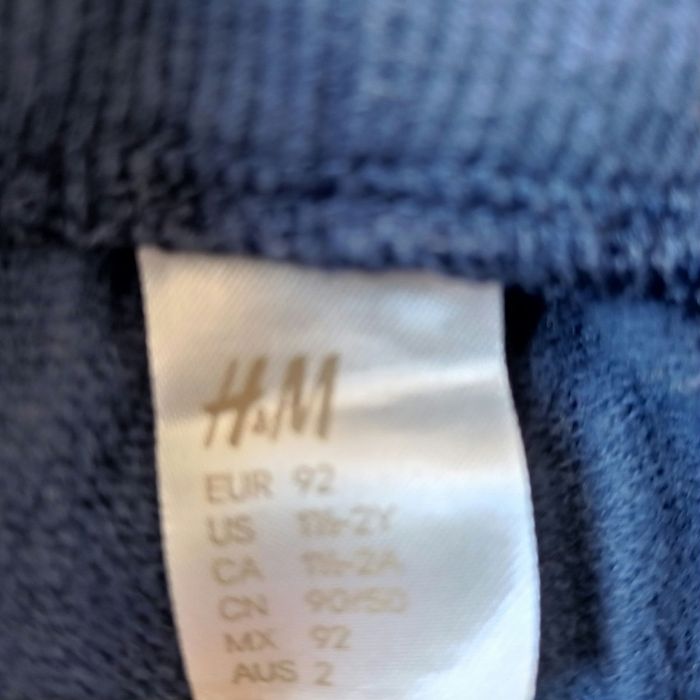 H&M
EUR 92
US 1½-2Y
CA 1½-2A
CN 90/50
MX 92
AUS 2